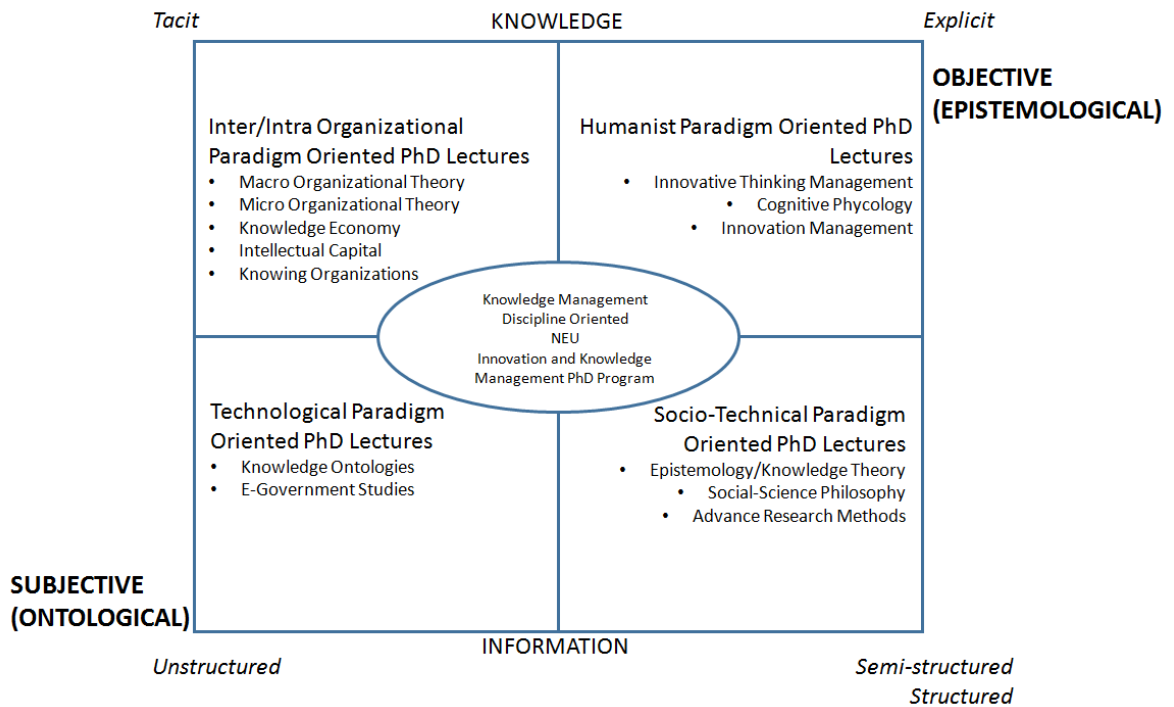 Tacit
KNOWLEDGE
Explicit
OBJECTIVE
(EPISTEMOLOGICAL)
Inter/Intra Organizational
Paradigm Oriented PhD Lectures
• Macro Organizational Theory
• Micro Organizational Theory
• Knowledge Economy
• Intellectual Capital
• Knowing Organizations
Humanist Paradigm Oriented PhD
Lectures
• Innovative Thinking Management
• Cognitive Phycology
• Innovation Management
Knowledge Management
Discipline Oriented
NEU
Innovation and Knowledge
Management PhD Program
Technological Paradigm
Oriented PhD Lectures
• Knowledge Ontologies
• E-Government Studies
Socio-Technical Paradigm
Oriented PhD Lectures
• Epistemology/Knowledge Theory
• Social-Science Philosophy
• Advance Research Methods
SUBJECTIVE
(ONTOLOGICAL)
INFORMATION
Unstructured
Semi-structured
Structured